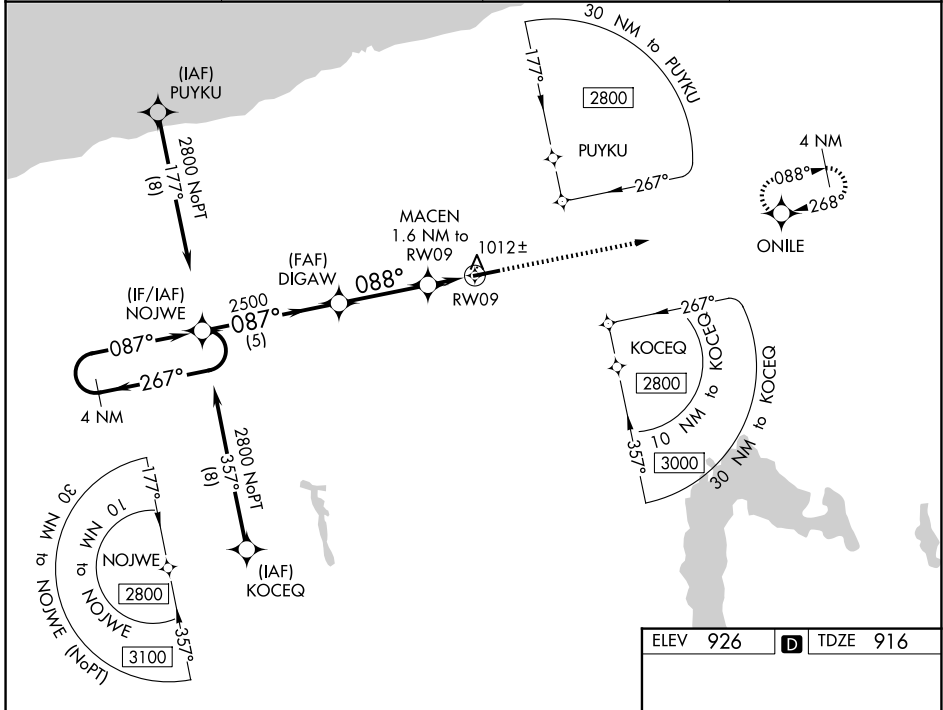 30 NM to PUYKU
177°
2800
PUYKU
267°
(IAF)
PUYKU
2800 NoPT
177°
(8)
4 NM
088°
268°
ONILE
MACEN
1.6 NM to
RW09
1012±
RW09
(FAF)
DIGAW
088°
(IF/IAF)
NOJWE
2500
087°
(5)
087°
267°
4 NM
2800 NoPT
357°
(8)
(IAF)
KOCEQ
267°
KOCEQ
2800
10 NM to KOCEQ
3000
30 NM to KOCEQ
357°
177°
NOJWE
2800
10 NM to NOJWE
3100
30 NM to NOJWE (NoPT)
357°
ELEV 926 D TDZE 916